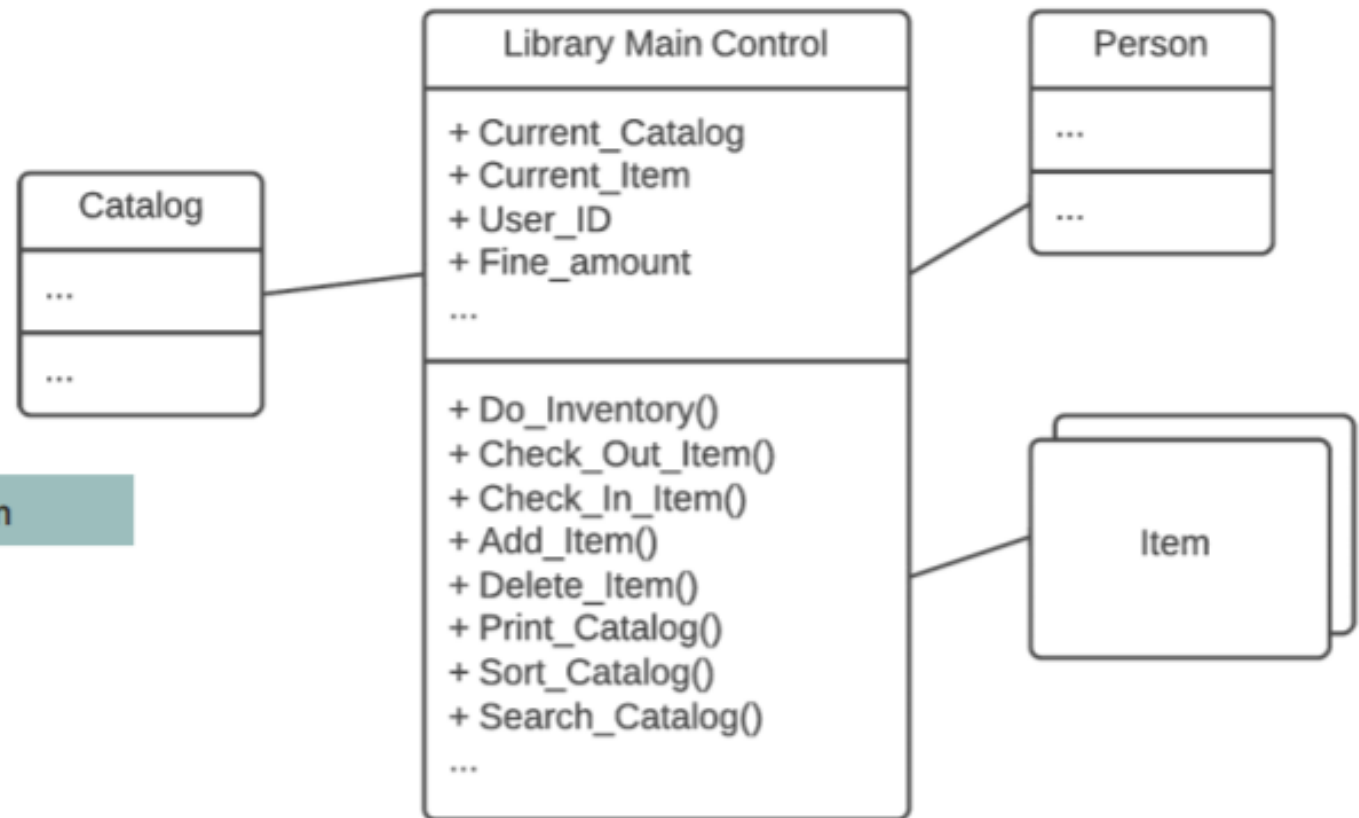 Library Main Control
+ Current_Catalog
+ Current_Item
+ User_ID
+ Fine_amount
...
+ Do_Inventory()
+ Check_Out_Item()
+ Check_In_Item()
+ Add_Item()
+ Delete_Item()
+ Print_Catalog()
+ Sort_Catalog()
+ Search_Catalog()
...
Catalog
...
...
Person
...
...
Item